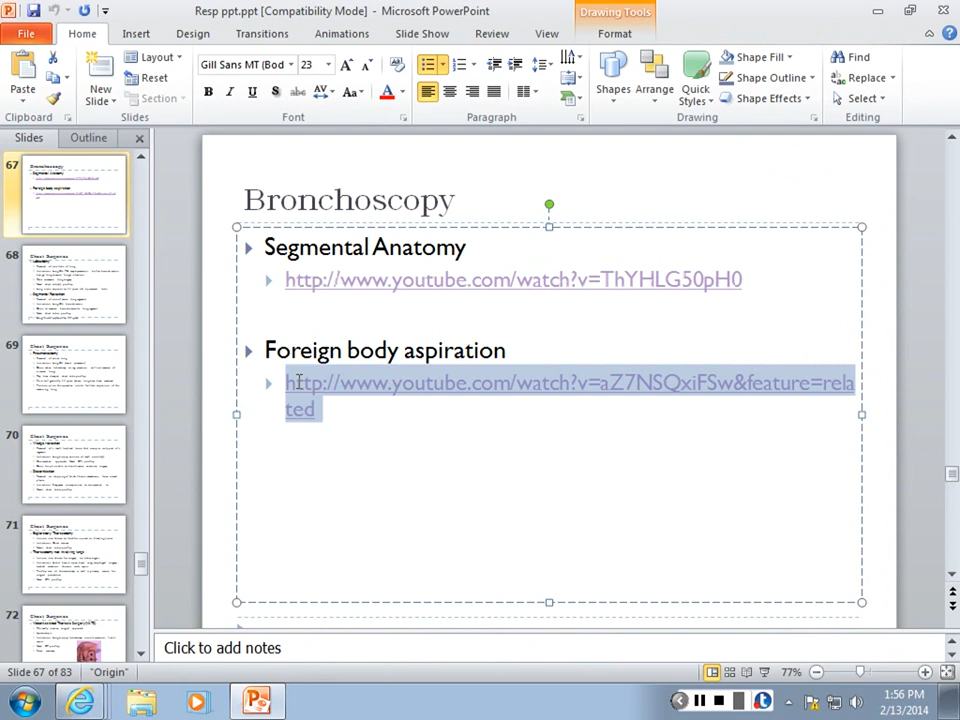 Resp ppt.ppt [Compatibility Mode] - Microsoft PowerPoint
Drawing Tools
File Home Insert Design Transitions Animations Slide Show Review View Format
Paste
Clipboard
New Slide
Layout
Reset
Section
Slides
Gill Sans MT (Bod 23
B I U S abc AV Aa A
Font
Paragraph
Shapes
Arrange
Quick Styles
Shape Fill
Shape Outline
Shape Effects
Drawing
Find
Replace
Select
Editing
Slides Outline
67
Bronchoscopy
68
69
70
71
72
Bronchoscopy
Segmental Anatomy
http://www.youtube.com/watch?v=ThYHLG50pH0
Foreign body aspiration
http://www.youtube.com/watch?v=aZ7NSQxiFSw&feature=rela
ted
Click to add notes
Slide 67 of 83 "Origin" 77%
1:56 PM
2/13/2014